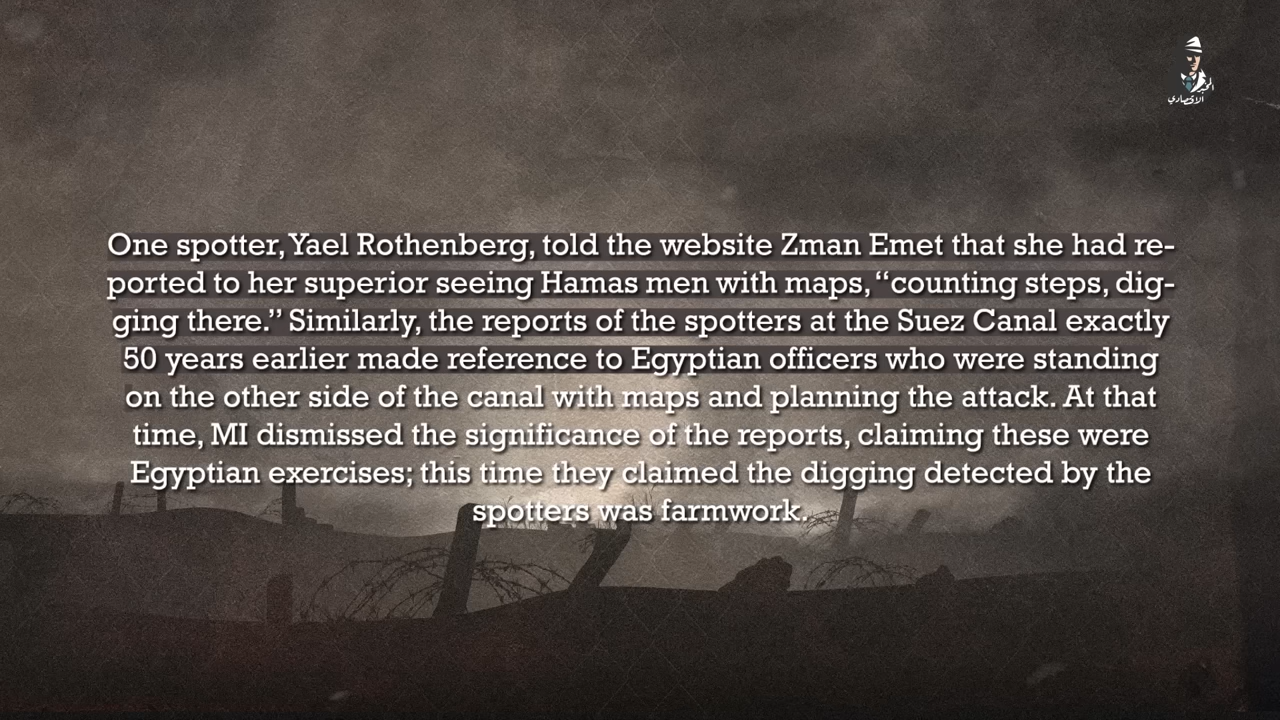 المخبر
الاقتصادي
One spotter, Yael Rothenberg, told the website Zman Emet that she had re-
ported to her superior seeing Hamas men with maps, “counting steps, dig-
ging there.” Similarly, the reports of the spotters at the Suez Canal exactly
50 years earlier made reference to Egyptian officers who were standing
on the other side of the canal with maps and planning the attack. At that
time, MI dismissed the significance of the reports, claiming these were
Egyptian exercises; this time they claimed the digging detected by the
spotters was farmwork.